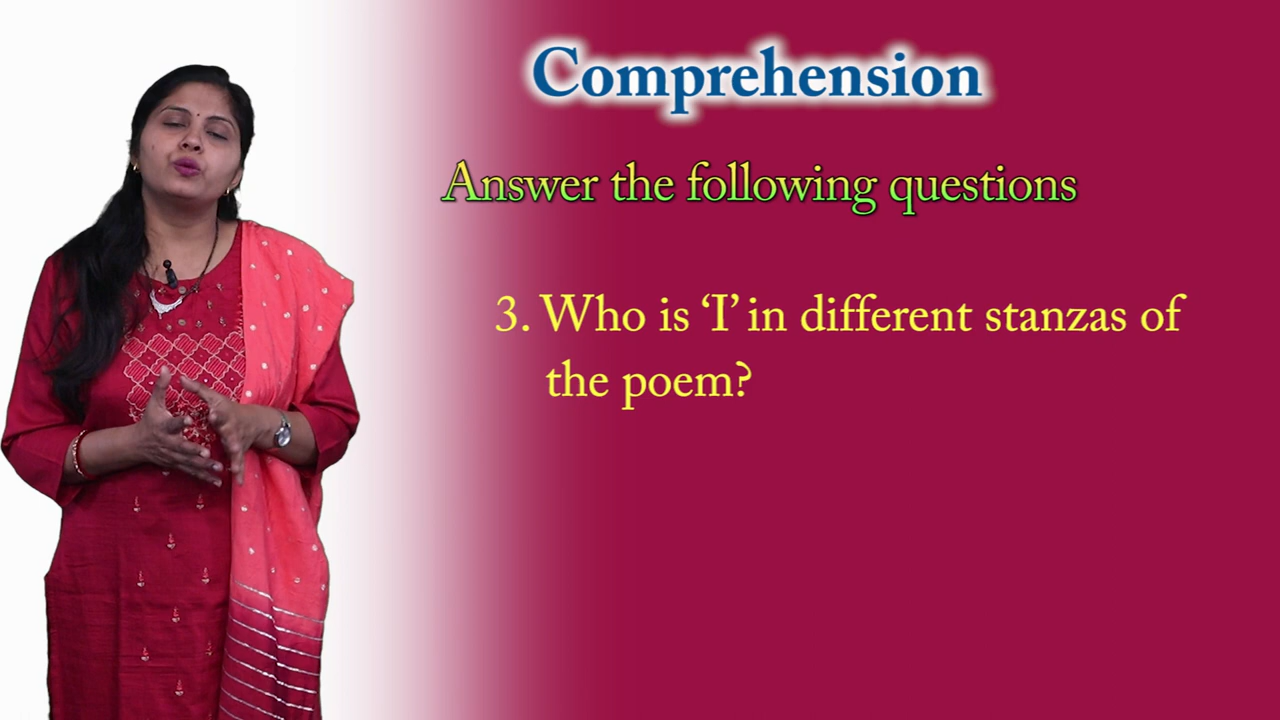 Comprehension
Answer the following questions
3. Who is ‘I’ in different stanzas of
the poem?